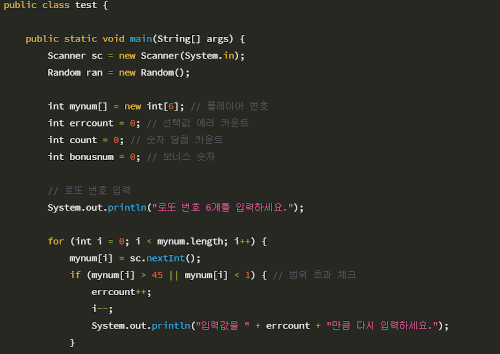 public class test {
public static void main(String[] args) {
Scanner sc = new Scanner(System.in);
Random ran = new Random();
int mynum[] = new int[6]; // 플레이어 번호
int errcount = 0; // 선택값 에러 카운트
int count = 0; // 숫자 당첨 카운트
int bonusnum = 0; // 보너스 숫자
// 로또 번호 입력
System.out.println("로또 번호 6개를 입력하세요.");
for (int i = 0; i < mynum.length; i++) {
mynum[i] = sc.nextInt();
if (mynum[i] > 45 || mynum[i] < 1) { // 범위 초과 체크
errcount++;
i--;
System.out.println("입력값을 " + errcount + "만큼 다시 입력하세요.");
}